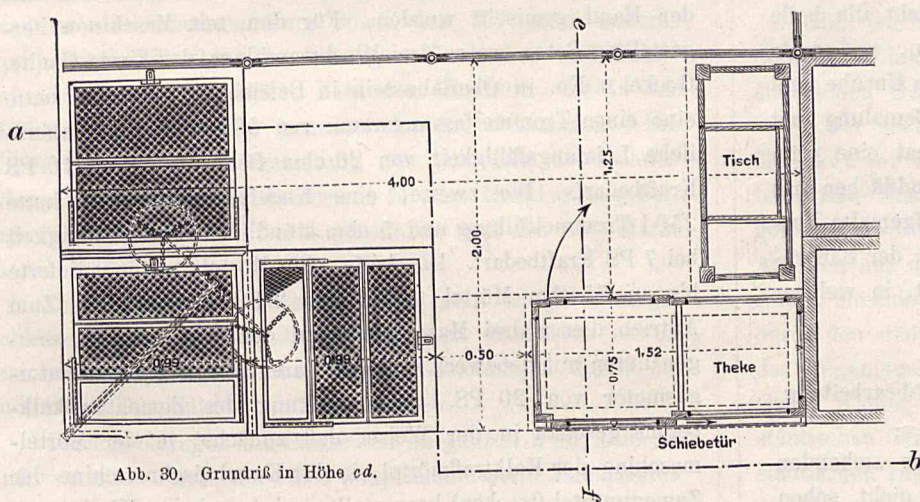 e
a
4,00
2,00
1,25
Tisch
0,99
0,99
0,50
0,75
1,52
Theke
Schiebetür
b
d
Abb. 30. Grundriß in Höhe ed.